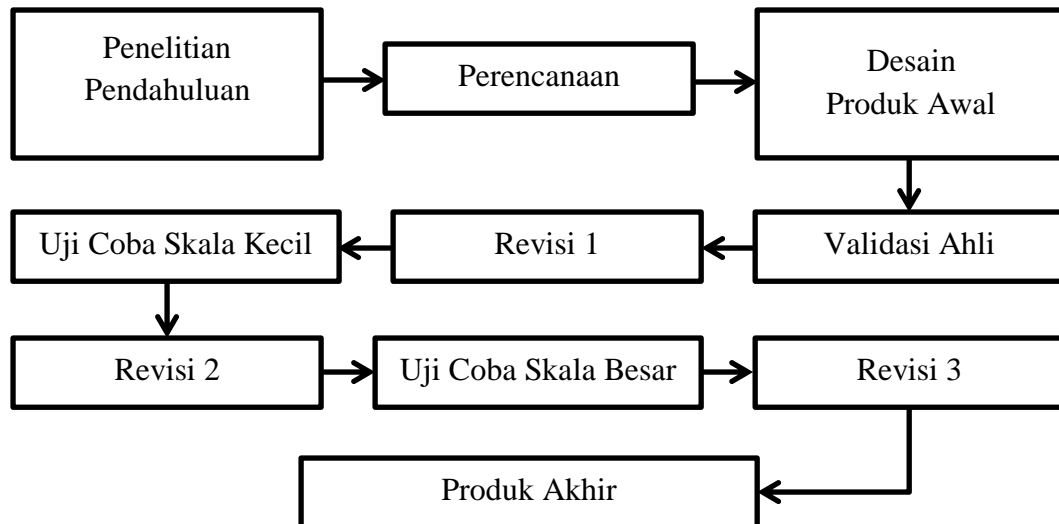 Penelitian
Pendahuluan
Perencanaan
Desain
Produk Awal
Validasi Ahli
Revisi 1
Uji Coba Skala Kecil
Revisi 2
Uji Coba Skala Besar
Revisi 3
Produk Akhir